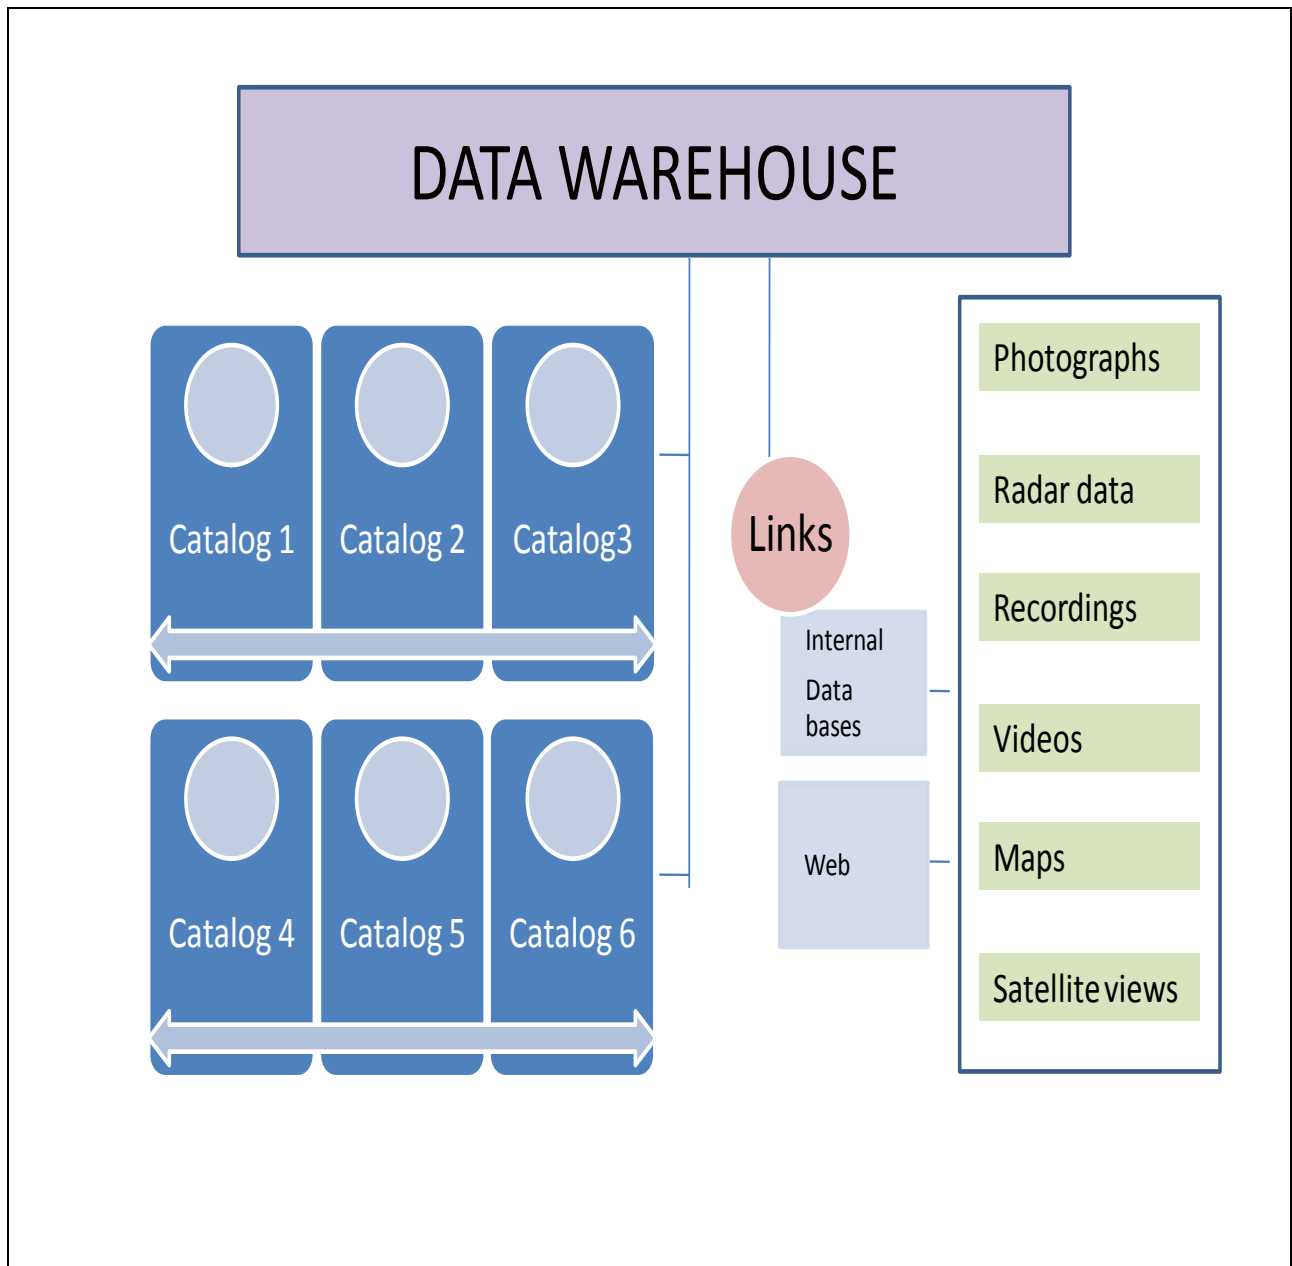 DATA WAREHOUSE
Catalog 1
Catalog 2
Catalog3
Catalog 4
Catalog 5
Catalog 6
Links
Internal
Data
bases
Web
Photographs
Radar data
Recordings
Videos
Maps
Satellite views